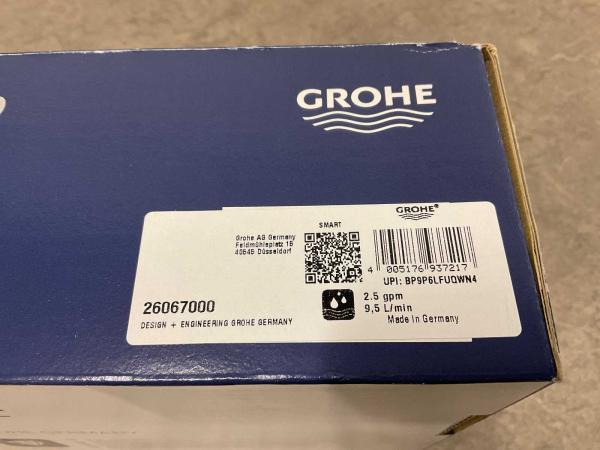 GROHE
GROHE®
SMART
Grohe AG Germany
Feldmühleplatz 15
40545 Düsseldorf
4 005176 937217
UPI: BP9P6LFUQWN4
26067000
2.5 gpm
9,5 L/min
Made in Germany
DESIGN + ENGINEERING GROHE GERMANY